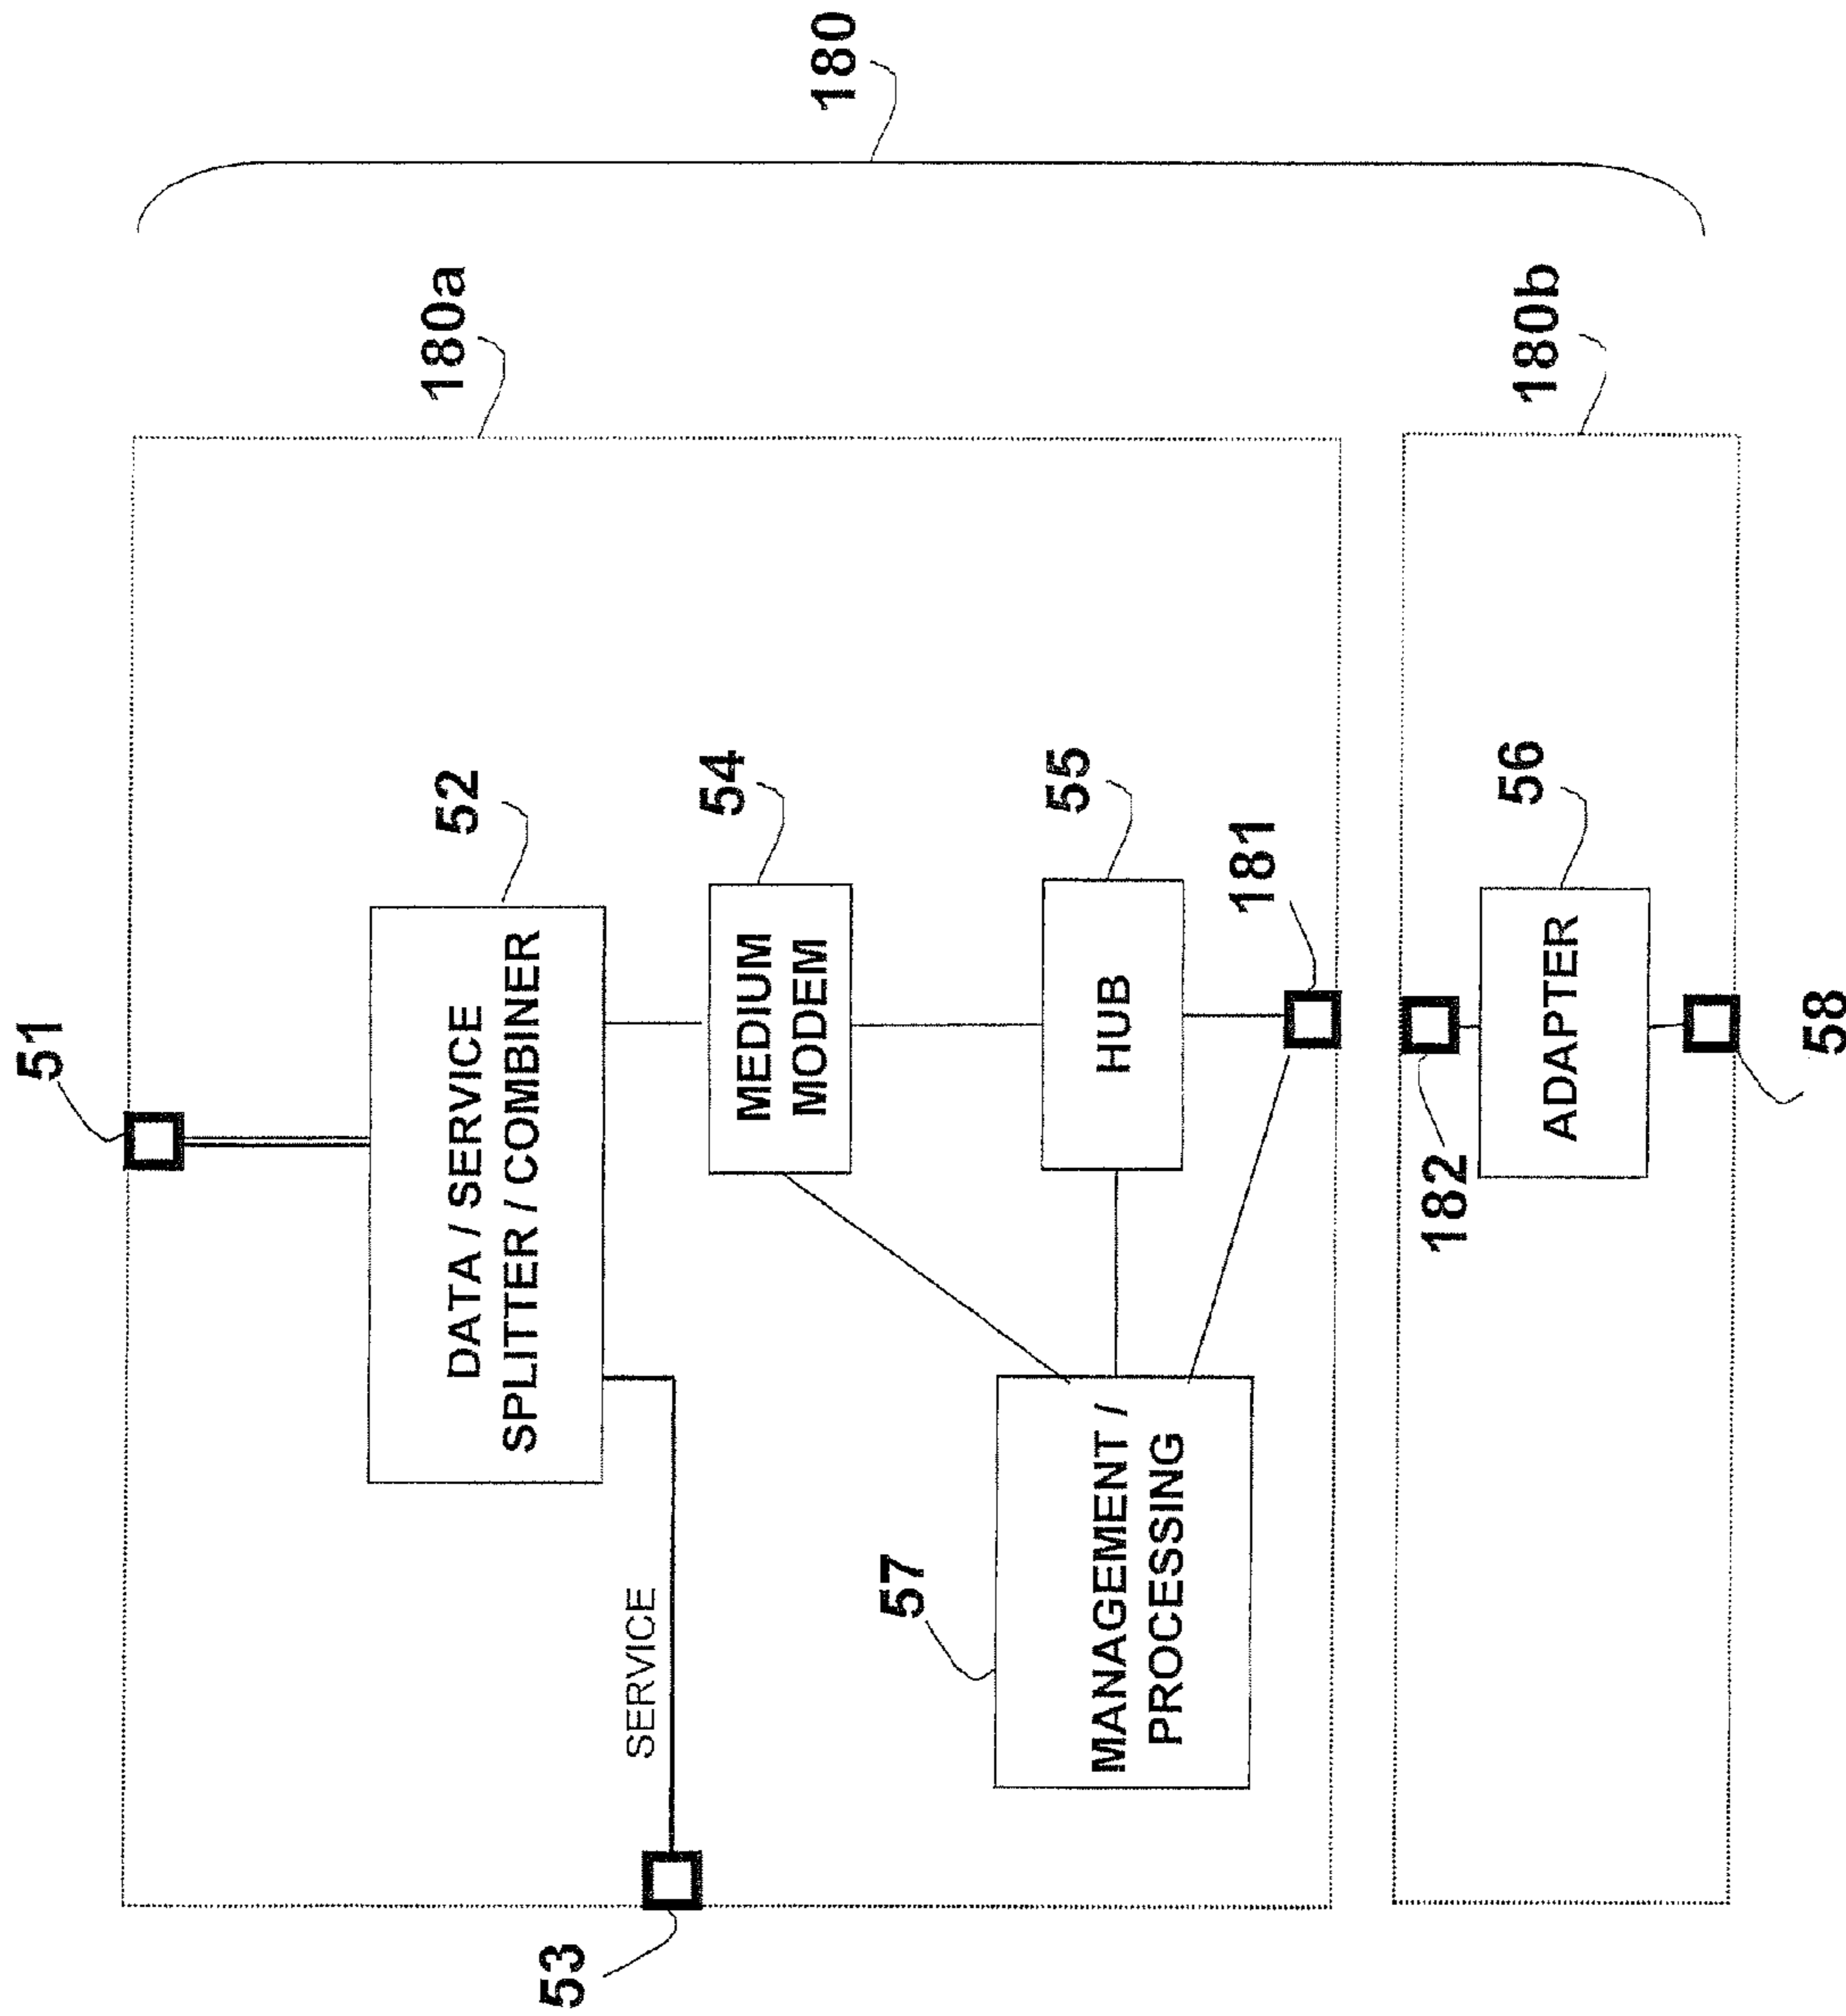 180
180a
180b
51
52
DATA / SERVICE
SPLITTER / COMBINER
54
MEDIUM
MODEM
55
HUB
181
SERVICE
53
57
MANAGEMENT /
PROCESSING
182
56
ADAPTER
58